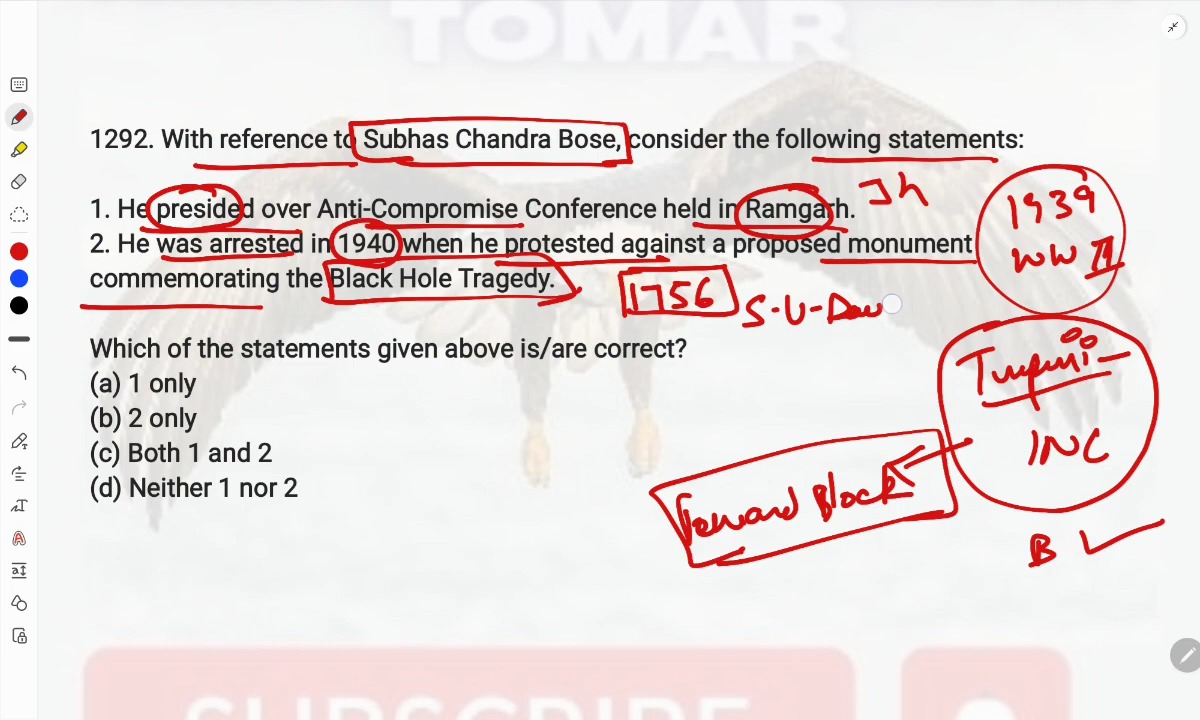 TOMAR
1292. With reference to Subhas Chandra Bose, consider the following statements:
1. He presided over Anti-Compromise Conference held in Ramgarh.
Jh
1939
WW II
2. He was arrested in 1940 when he protested against a proposed monument
commemorating the Black Hole Tragedy.
1756
S-U-Dau
Which of the statements given above is/are correct?
(a) 1 only
(b) 2 only
(c) Both 1 and 2
(d) Neither 1 nor 2
INC
Forward Block
B
SUBSCRIBE